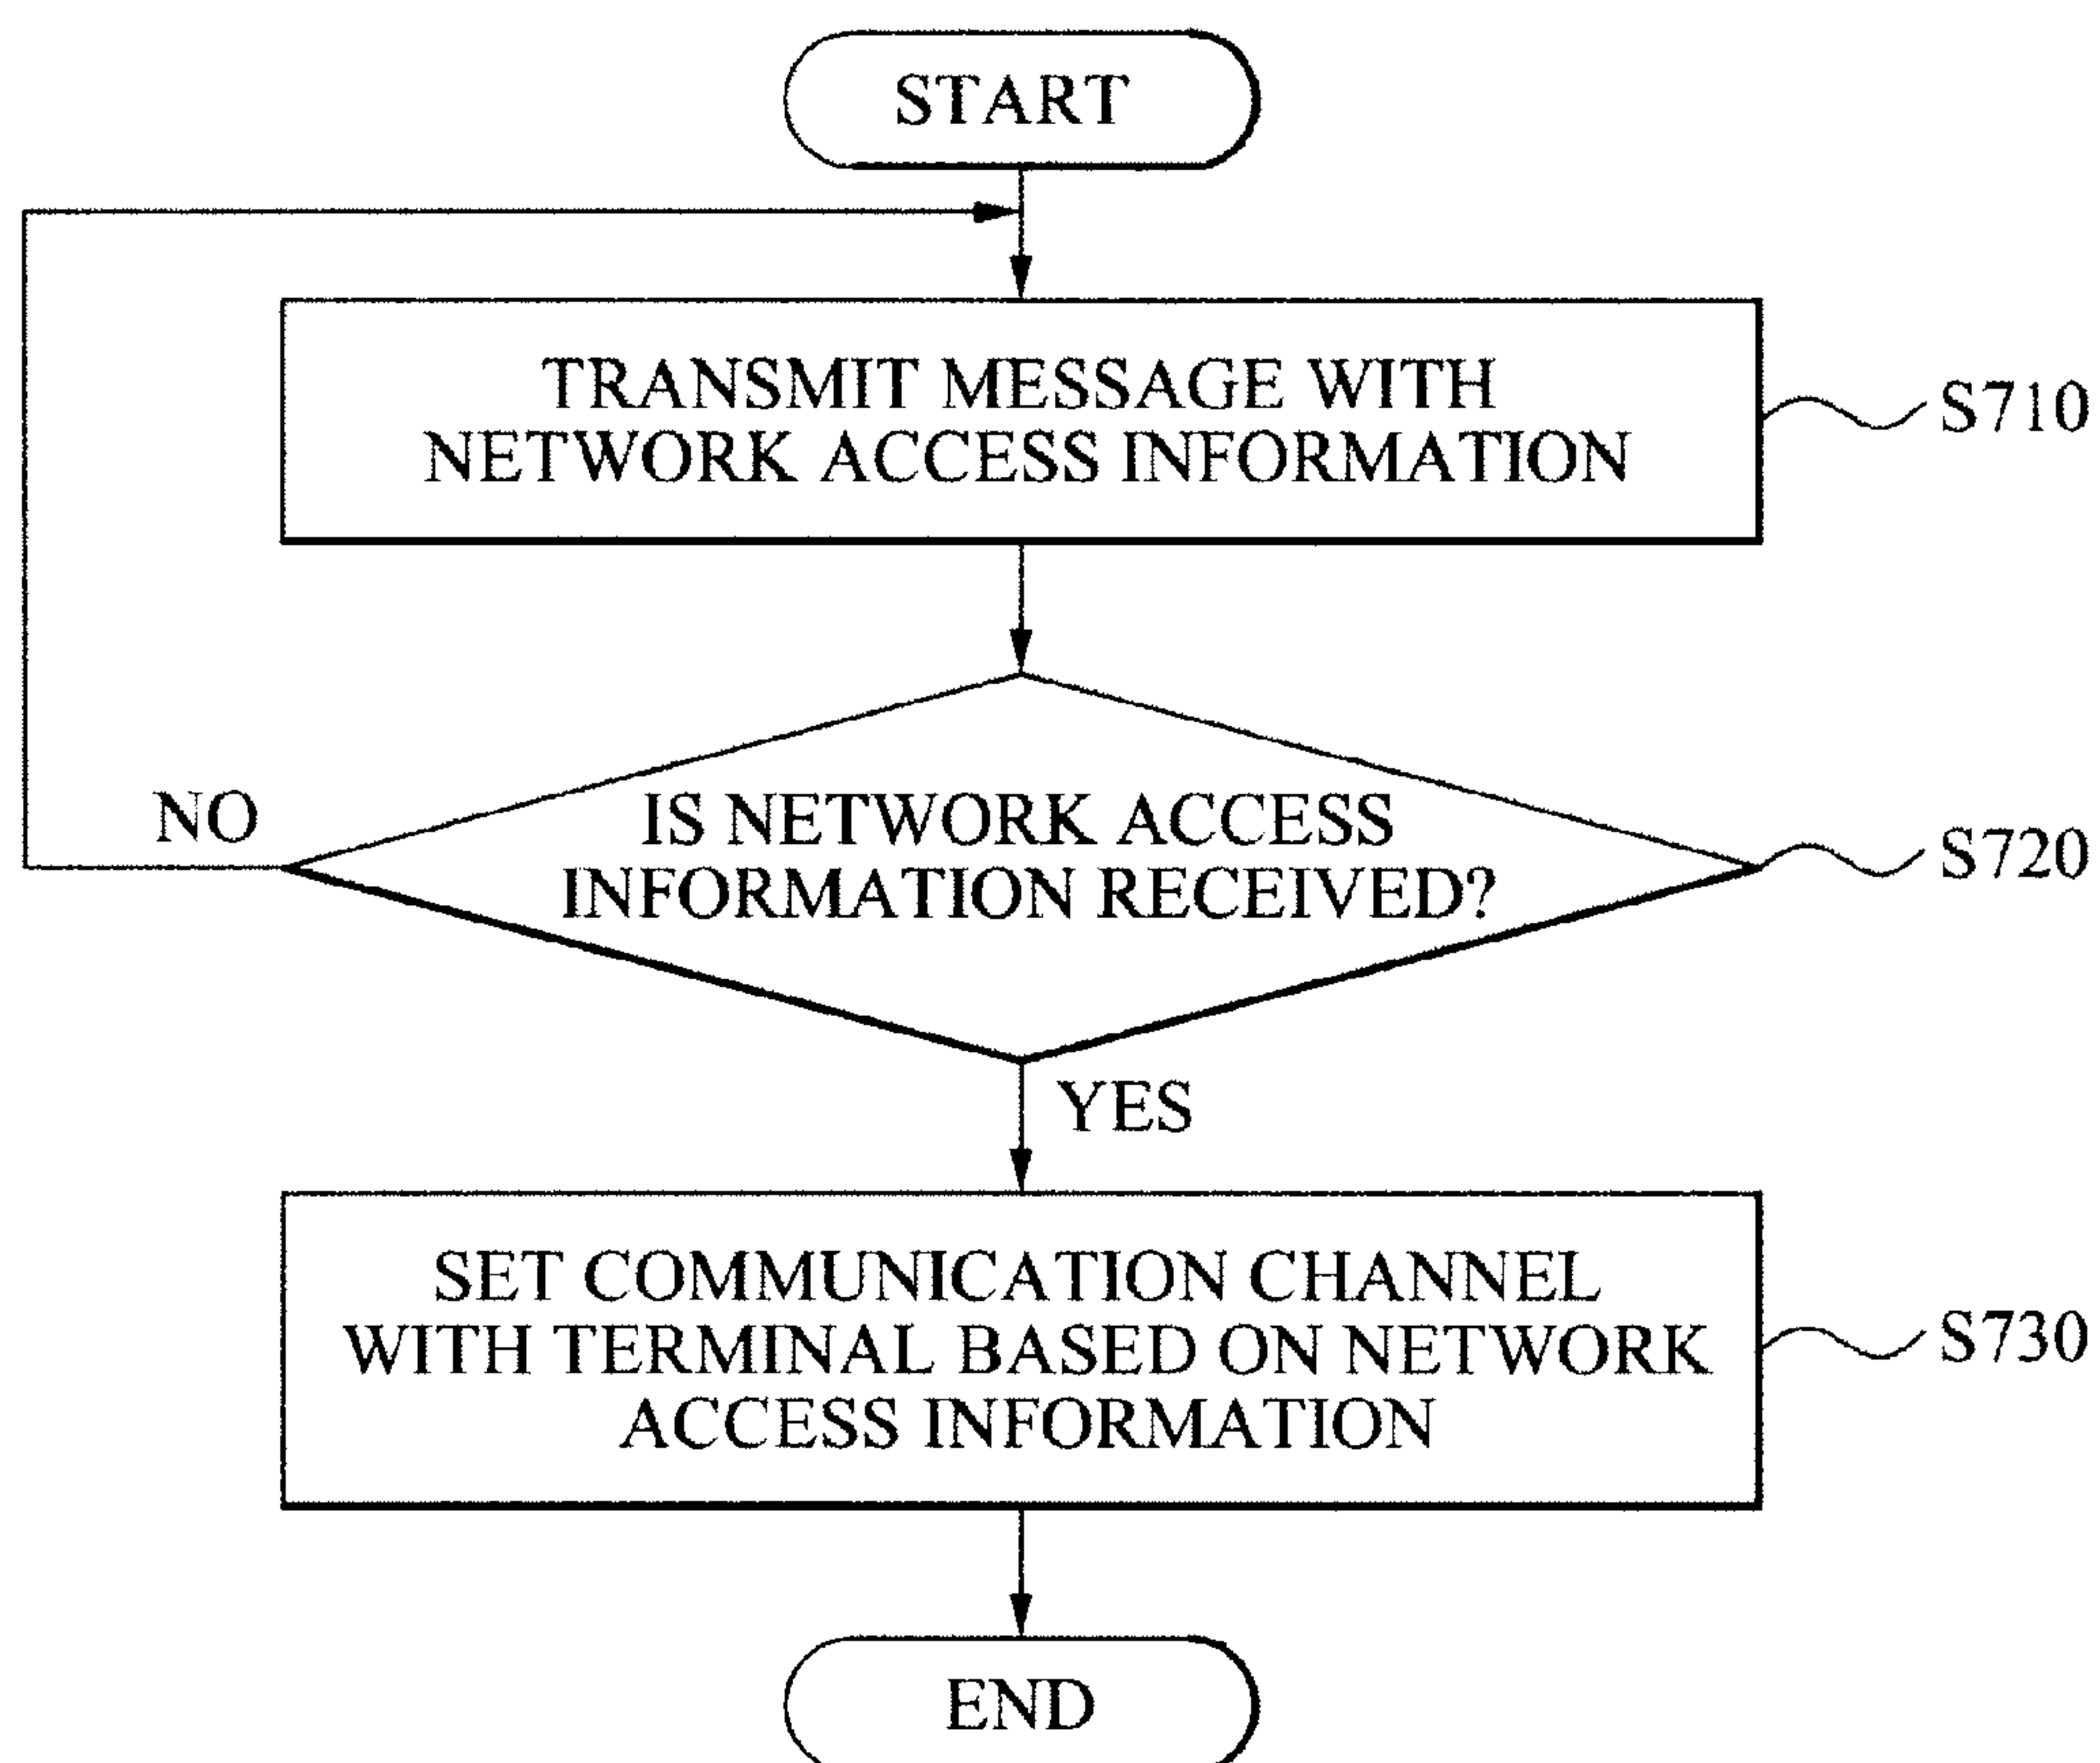 START
TRANSMIT MESSAGE WITH
NETWORK ACCESS INFORMATION
S710
IS NETWORK ACCESS
INFORMATION RECEIVED?
S720
NO
YES
SET COMMUNICATION CHANNEL
WITH TERMINAL BASED ON NETWORK
ACCESS INFORMATION
S730
END